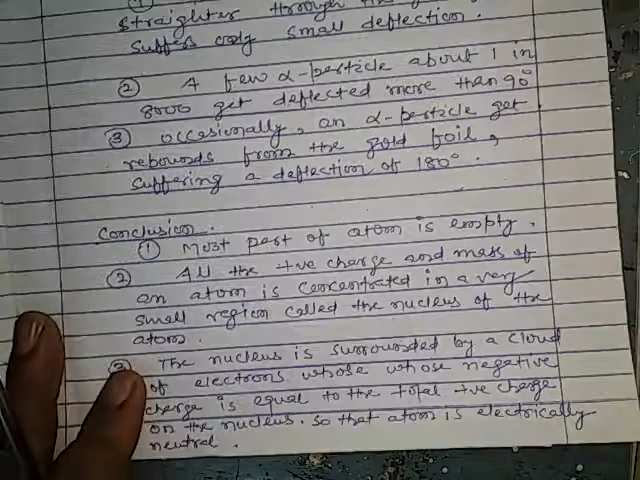 ①
straighter through the
suffers only small deflection.
② A few α-particle about 1 in
8000 get deflected more than 90°
③ occasionally, an α-particle get
rebounds from the gold foil,
suffering a deflection of 180°.
Conclusion.
① Most part of atom is empty.
② All the +ve charge and mass of
an atom is concentrated in a very
small region called the nucleus of the
atom.
③ The nucleus is surrounded by a cloud
of electrons whose whose negative
charge is equal to the total +ve charge
on the nucleus. So that atom is electrically
neutral.